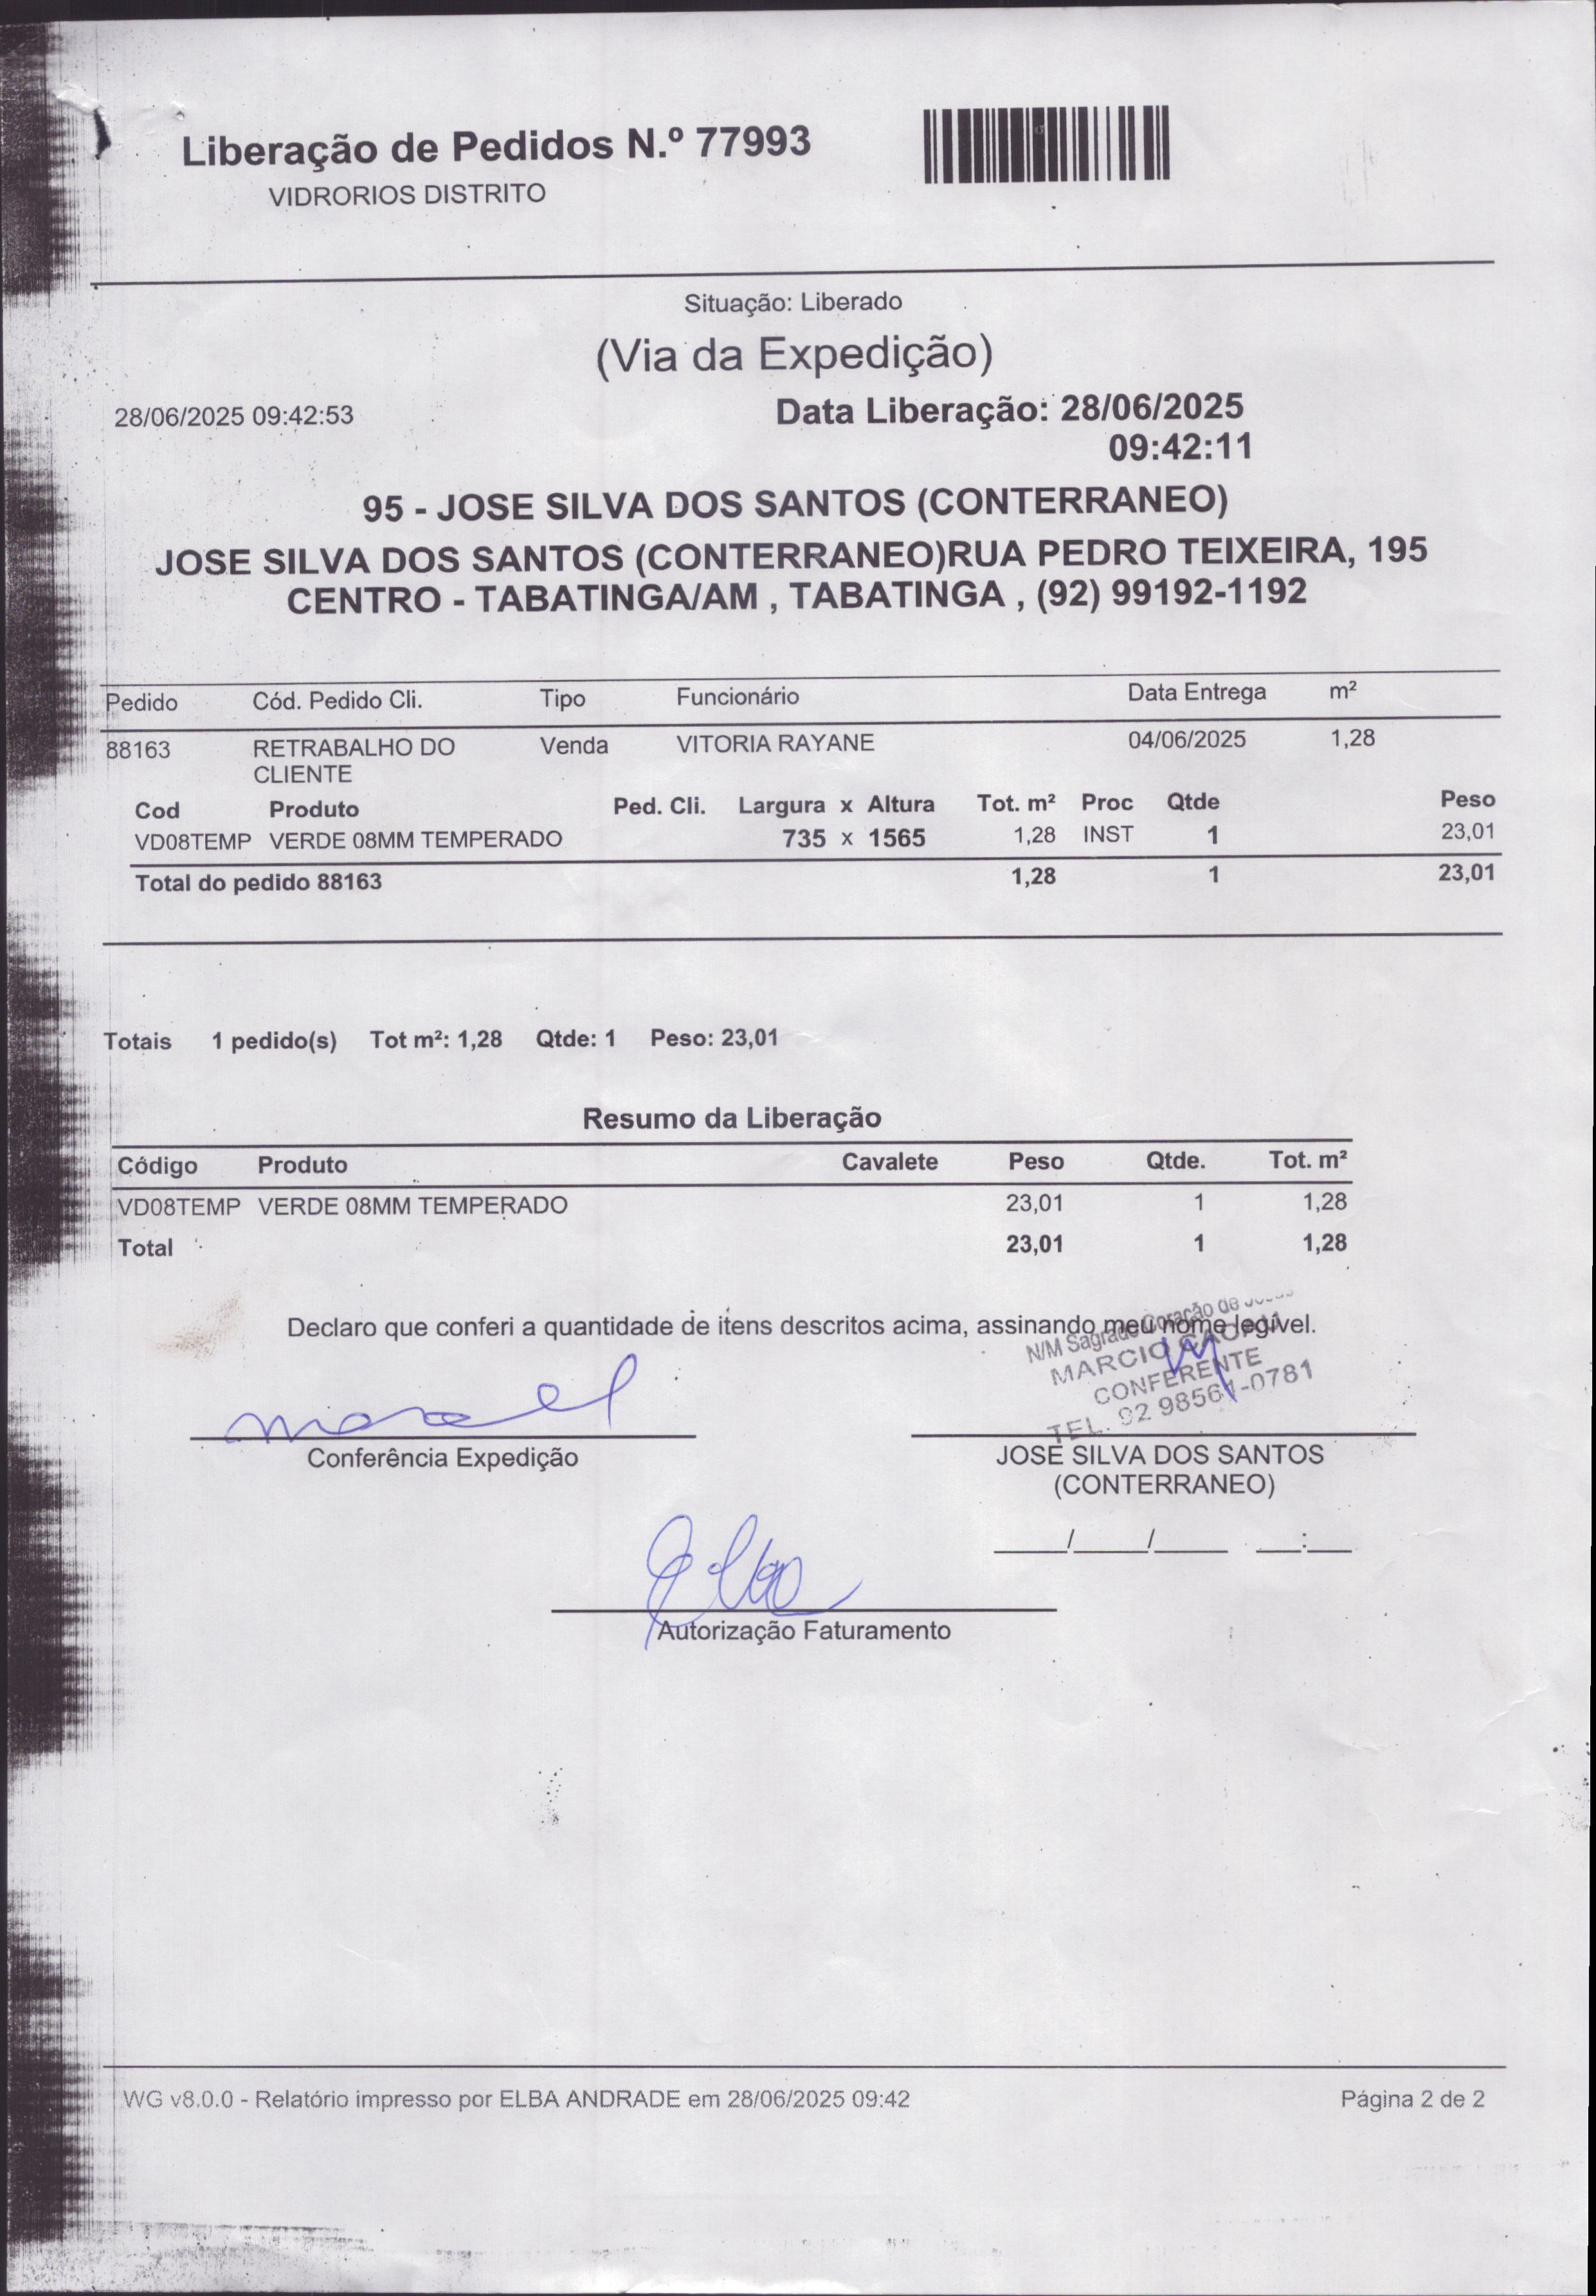 Liberação de Pedidos N.º 77993
VIDRORIOS DISTRITO
Situação: Liberado
(Via da Expedição)
28/06/2025 09:42:53 Data Liberação: 28/06/2025
09:42:11
95 - JOSE SILVA DOS SANTOS (CONTERRANEO)
JOSE SILVA DOS SANTOS (CONTERRANEO)RUA PEDRO TEIXEIRA, 195
CENTRO - TABATINGA/AM , TABATINGA , (92) 99192-1192
Pedido Cód. Pedido Cli. Tipo Funcionário Data Entrega m²
88163 RETRABALHO DO Venda VITORIA RAYANE 04/06/2025 1,28
CLIENTE
Cod Produto Ped. Cli. Largura x Altura Tot. m² Proc Qtde Peso
VD08TEMP VERDE 08MM TEMPERADO 735 x 1565 1,28 INST 1 23,01
Total do pedido 88163 1,28 1 23,01
Totais 1 pedido(s) Tot m²: 1,28 Qtde: 1 Peso: 23,01
Resumo da Liberação
Código Produto Cavalete Peso Qtde. Tot. m²
VD08TEMP VERDE 08MM TEMPERADO 23,01 1 1,28
Total 23,01 1 1,28
Declaro que conferi a quantidade de itens descritos acima, assinando meu nome legível.
N/M Sagrado Coração de
MARCIO
CONFERENTE
TEL. 92 98561-0781
Conferência Expedição
JOSE SILVA DOS SANTOS
(CONTERRANEO)
____/____/____ __:__
Elba
Autorização Faturamento
WG v8.0.0 - Relatório impresso por ELBA ANDRADE em 28/06/2025 09:42 Página 2 de 2